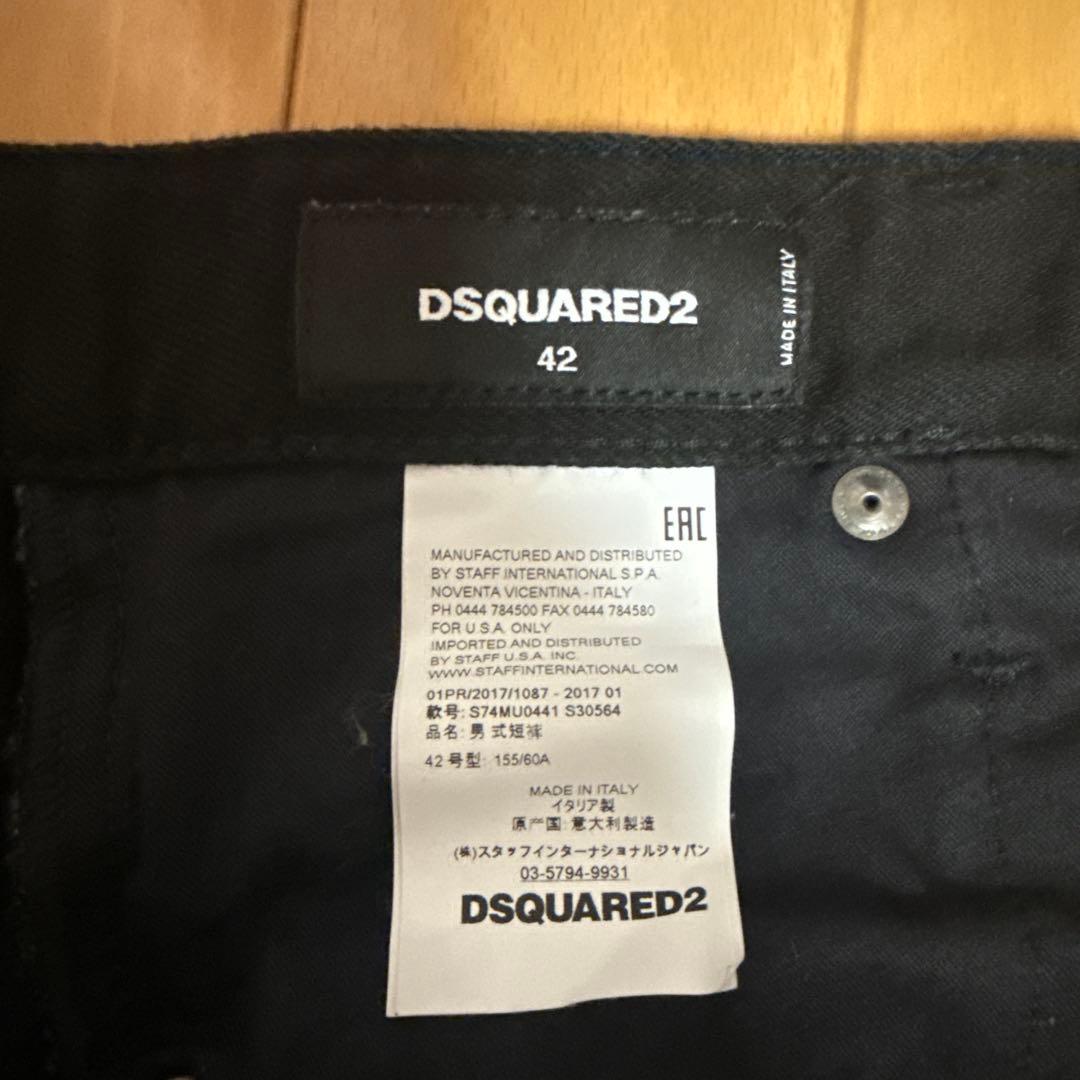 DSQUARED2
42
MADE IN ITALY
EAC
MANUFACTURED AND DISTRIBUTED
BY STAFF INTERNATIONAL S.P.A.
NOVENTA VICENTINA - ITALY
PH 0444 784500 FAX 0444 784580
FOR U.S.A. ONLY
IMPORTED AND DISTRIBUTED
BY STAFF U.S.A. INC.
WWW.STAFFINTERNATIONAL.COM
01PR/2017/1087 - 2017 01
款号: S74MU0441 S30564
品名: 男 式短裤
42 号型: 155/60A
MADE IN ITALY
イタリア製
原产国: 意大利製造
(株)スタッフインターナショナルジャパン
03-5794-9931
DSQUARED2